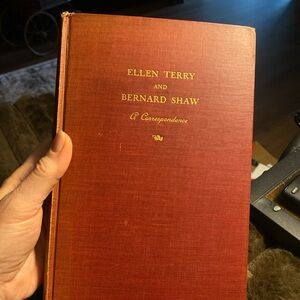 ELLEN TERRY
AND
BERNARD SHAW
A Correspondence